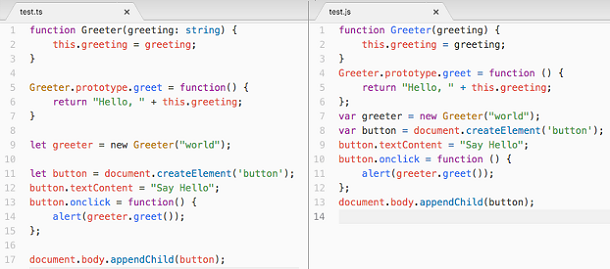 test.ts ×
1 function Greeter(greeting: string) {
2     this.greeting = greeting;
3 }
4
5 Greeter.prototype.greet = function() {
6     return "Hello, " + this.greeting;
7 }
8
9 let greeter = new Greeter("world");
10
11 let button = document.createElement('button');
12 button.textContent = "Say Hello";
13 button.onclick = function() {
14     alert(greeter.greet());
15 };
16
17 document.body.appendChild(button);
test.js ×
1 function Greeter(greeting) {
2     this.greeting = greeting;
3 }
4 Greeter.prototype.greet = function () {
5     return "Hello, " + this.greeting;
6 };
7 var greeter = new Greeter("world");
8 var button = document.createElement('button');
9 button.textContent = "Say Hello";
10 button.onclick = function () {
11     alert(greeter.greet());
12 };
13 document.body.appendChild(button);
14